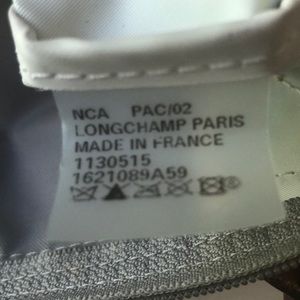 NCA PAC/02
LONGCHAMP PARIS
MADE IN FRANCE
1130515
1621089A59